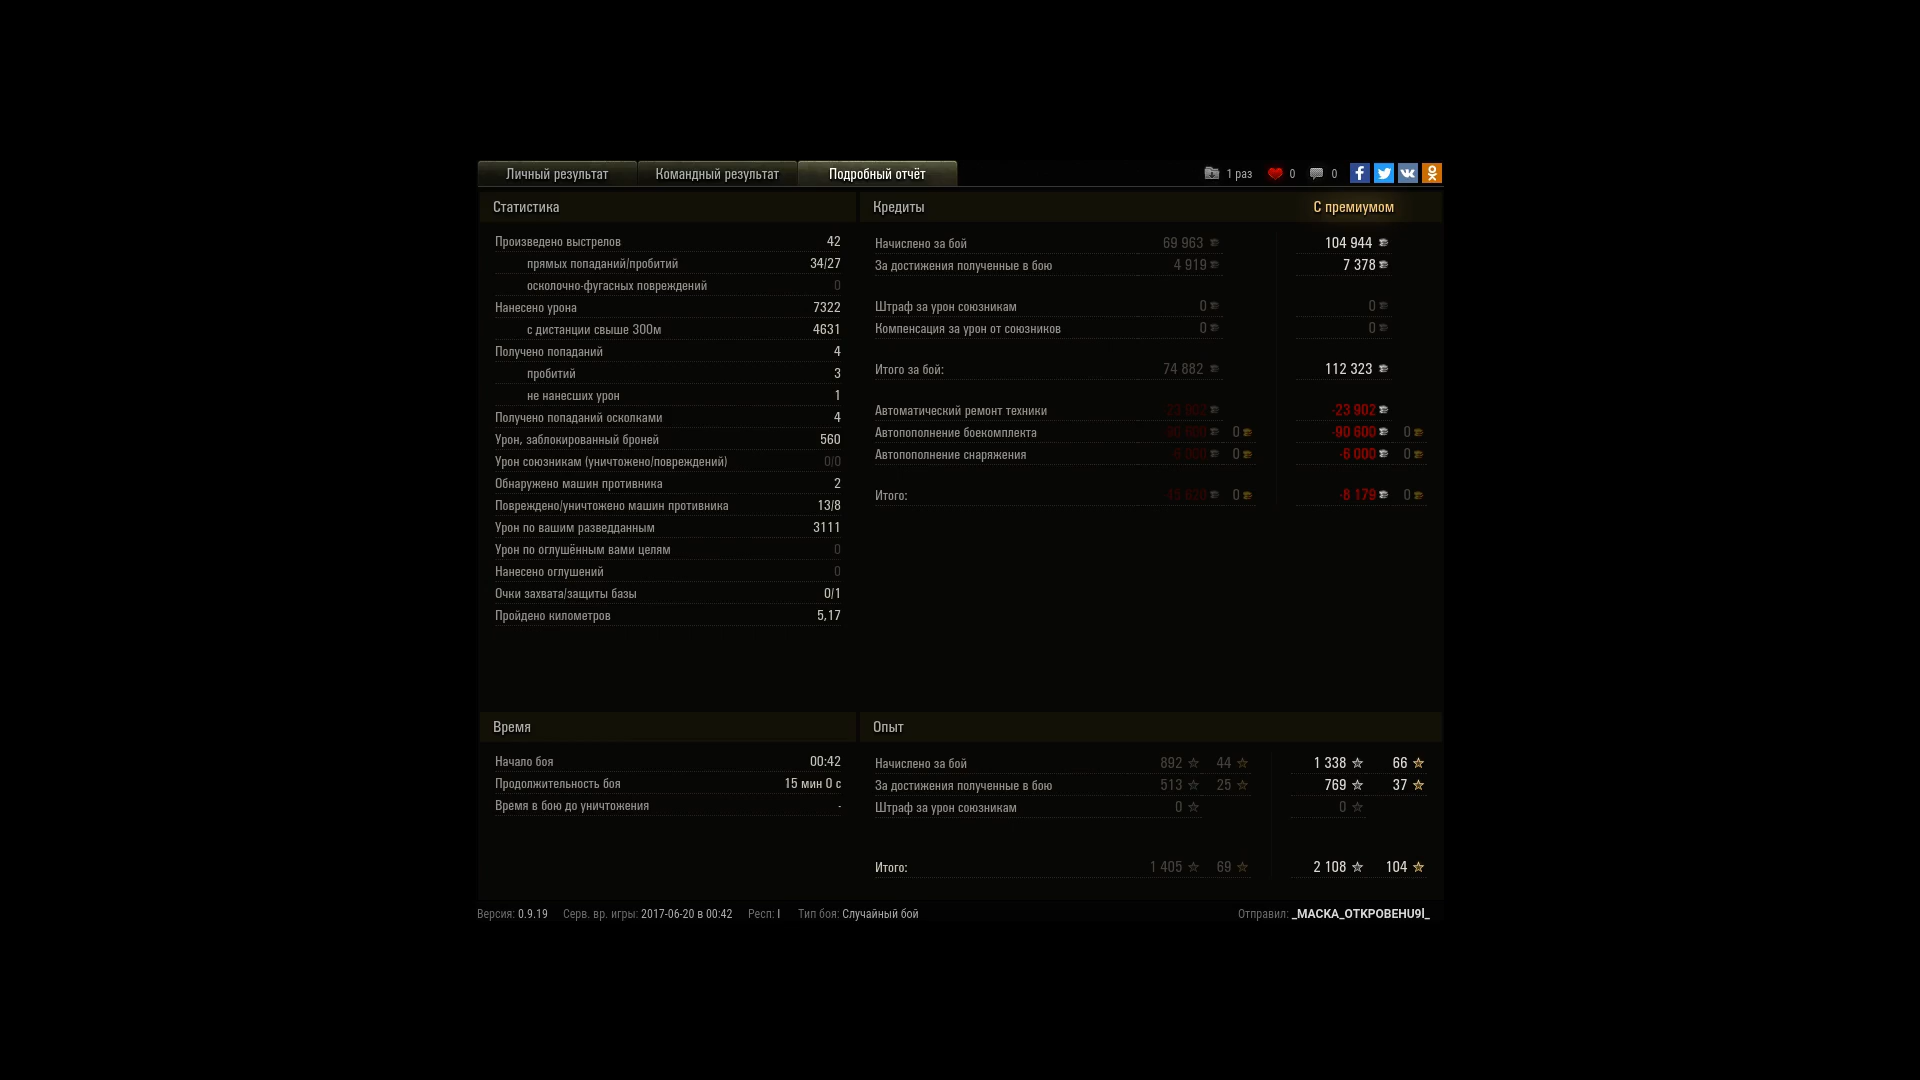 Личный результат Командный результат Подробный отчёт 1 раз 0 0
Статистика
Произведено выстрелов 42
прямых попаданий/пробитий 34/27
осколочно-фугасных повреждений 0
Нанесено урона 7322
с дистанции свыше 300м 4631
Получено попаданий 4
пробитий 3
не нанесших урон 1
Получено попаданий осколками 4
Урон, заблокированный броней 560
Урон союзникам (уничтожено/повреждений) 0/0
Обнаружено машин противника 2
Повреждено/уничтожено машин противника 13/8
Урон по вашим разведданным 3111
Урон по оглушённым вами целям 0
Нанесено оглушений 0
Очки захвата/защиты базы 0/1
Пройдено километров 5,17
Кредиты С премиумом
Начислено за бой 69 963 104 944
За достижения полученные в бою 4 919 7 378
Штраф за урон союзникам 0 0
Компенсация за урон от союзников 0 0
Итого за бой: 74 882 112 323
Автоматический ремонт техники -23 902 -23 902
Автопополнение боекомплекта -90 600 0 -90 600 0
Автопополнение снаряжения -6 000 0 -6 000 0
Итого: -45 620 0 -8 179 0
Время
Начало боя 00:42
Продолжительность боя 15 мин 0 с
Время в бою до уничтожения -
Опыт
Начислено за бой 892 44 1 338 66
За достижения полученные в бою 513 25 769 37
Штраф за урон союзникам 0 0
Итого: 1 405 69 2 108 104
Версия: 0.9.19 Серв. вр. игры: 2017-06-20 в 00:42 Респ: I Тип боя: Случайный бой Отправил: _MACKA_OTKPOBEHU9l_